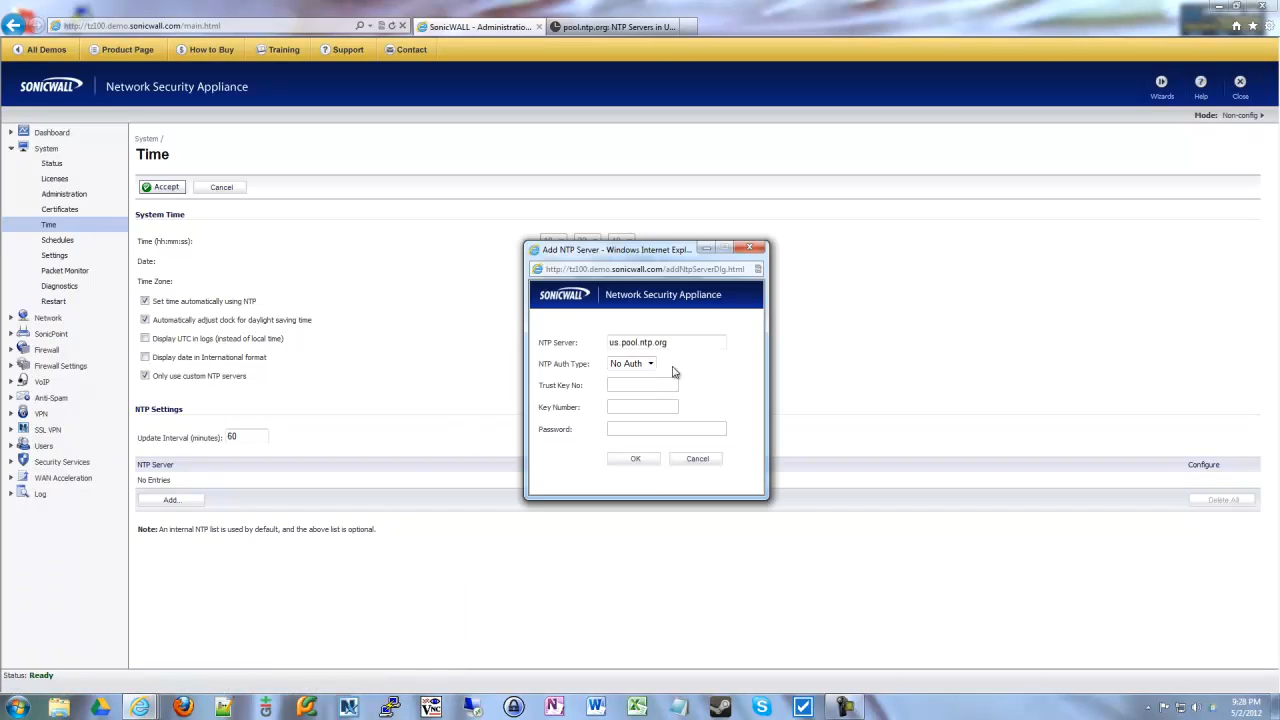 http://tz100.demo.sonicwall.com/main.html
SonicWALL - Administratio...
pool.ntp.org: NTP Servers in U...
All Demos
Product Page
How to Buy
Training
Support
Contact
SONICWALL
Network Security Appliance
Wizards
Help
Close
Mode: Non-config
Dashboard
System
Status
Licenses
Administration
Certificates
Time
Schedules
Settings
Packet Monitor
Diagnostics
Restart
Network
SonicPoint
Firewall
Firewall Settings
VoIP
Anti-Spam
VPN
SSL VPN
Users
Security Services
WAN Acceleration
Log
System /
Time
Accept
Cancel
System Time
Time (hh:mm:ss):
Date:
Time Zone:
Set time automatically using NTP
Automatically adjust clock for daylight saving time
Display UTC in logs (instead of local time)
Display date in International format
Only use custom NTP servers
NTP Settings
Update Interval (minutes): 60
NTP Server
Configure
No Entries
Add...
Delete All
Note: An internal NTP list is used by default, and the above list is optional.
Add NTP Server - Windows Internet Expl...
http://tz100.demo.sonicwall.com/addNtpServerDlg.html
SONICWALL
Network Security Appliance
NTP Server: us.pool.ntp.org
NTP Auth Type: No Auth
Trust Key No:
Key Number:
Password:
OK
Cancel
Status: Ready
9:28 PM
5/2/2012